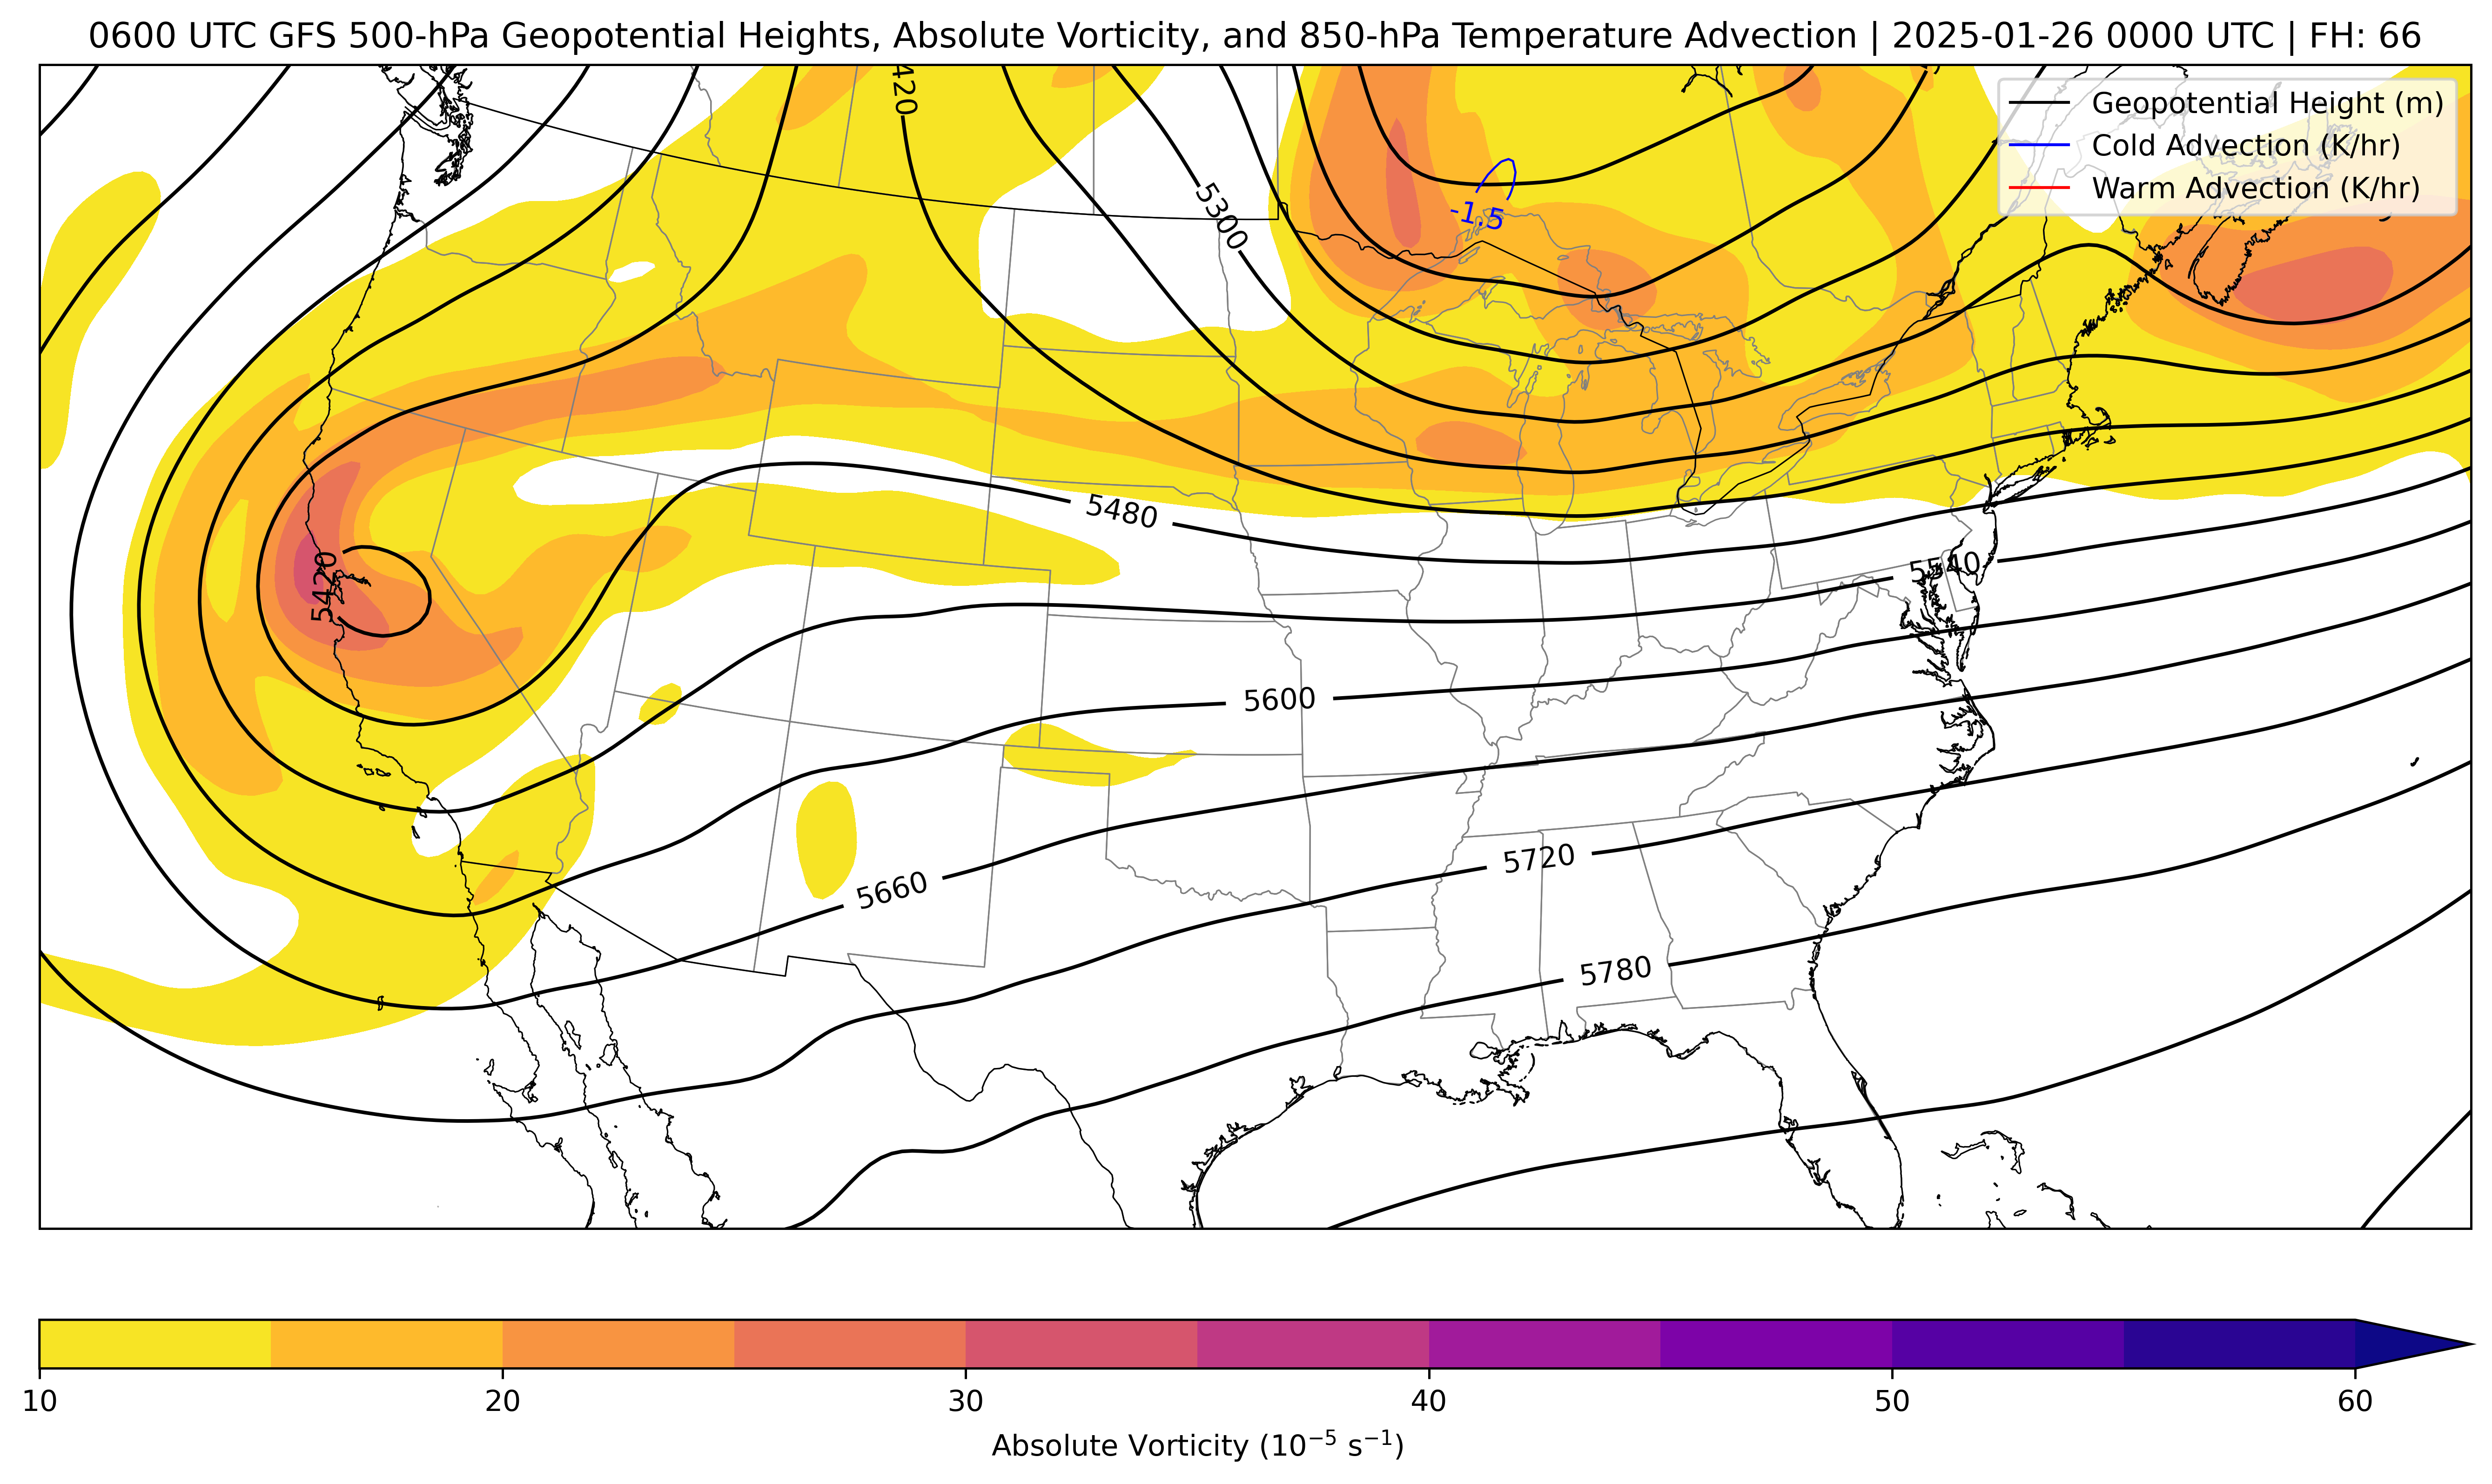 0600 UTC GFS 500-hPa Geopotential Heights, Absolute Vorticity, and 850-hPa Temperature Advection | 2025-01-26 0000 UTC | FH: 66
Geopotential Height (m)
Cold Advection (K/hr)
Warm Advection (K/hr)
420
5300
-1.5
5480
5420
5540
5600
5660
5720
5780
10 20 30 40 50 60
Absolute Vorticity (10⁻⁵ s⁻¹)